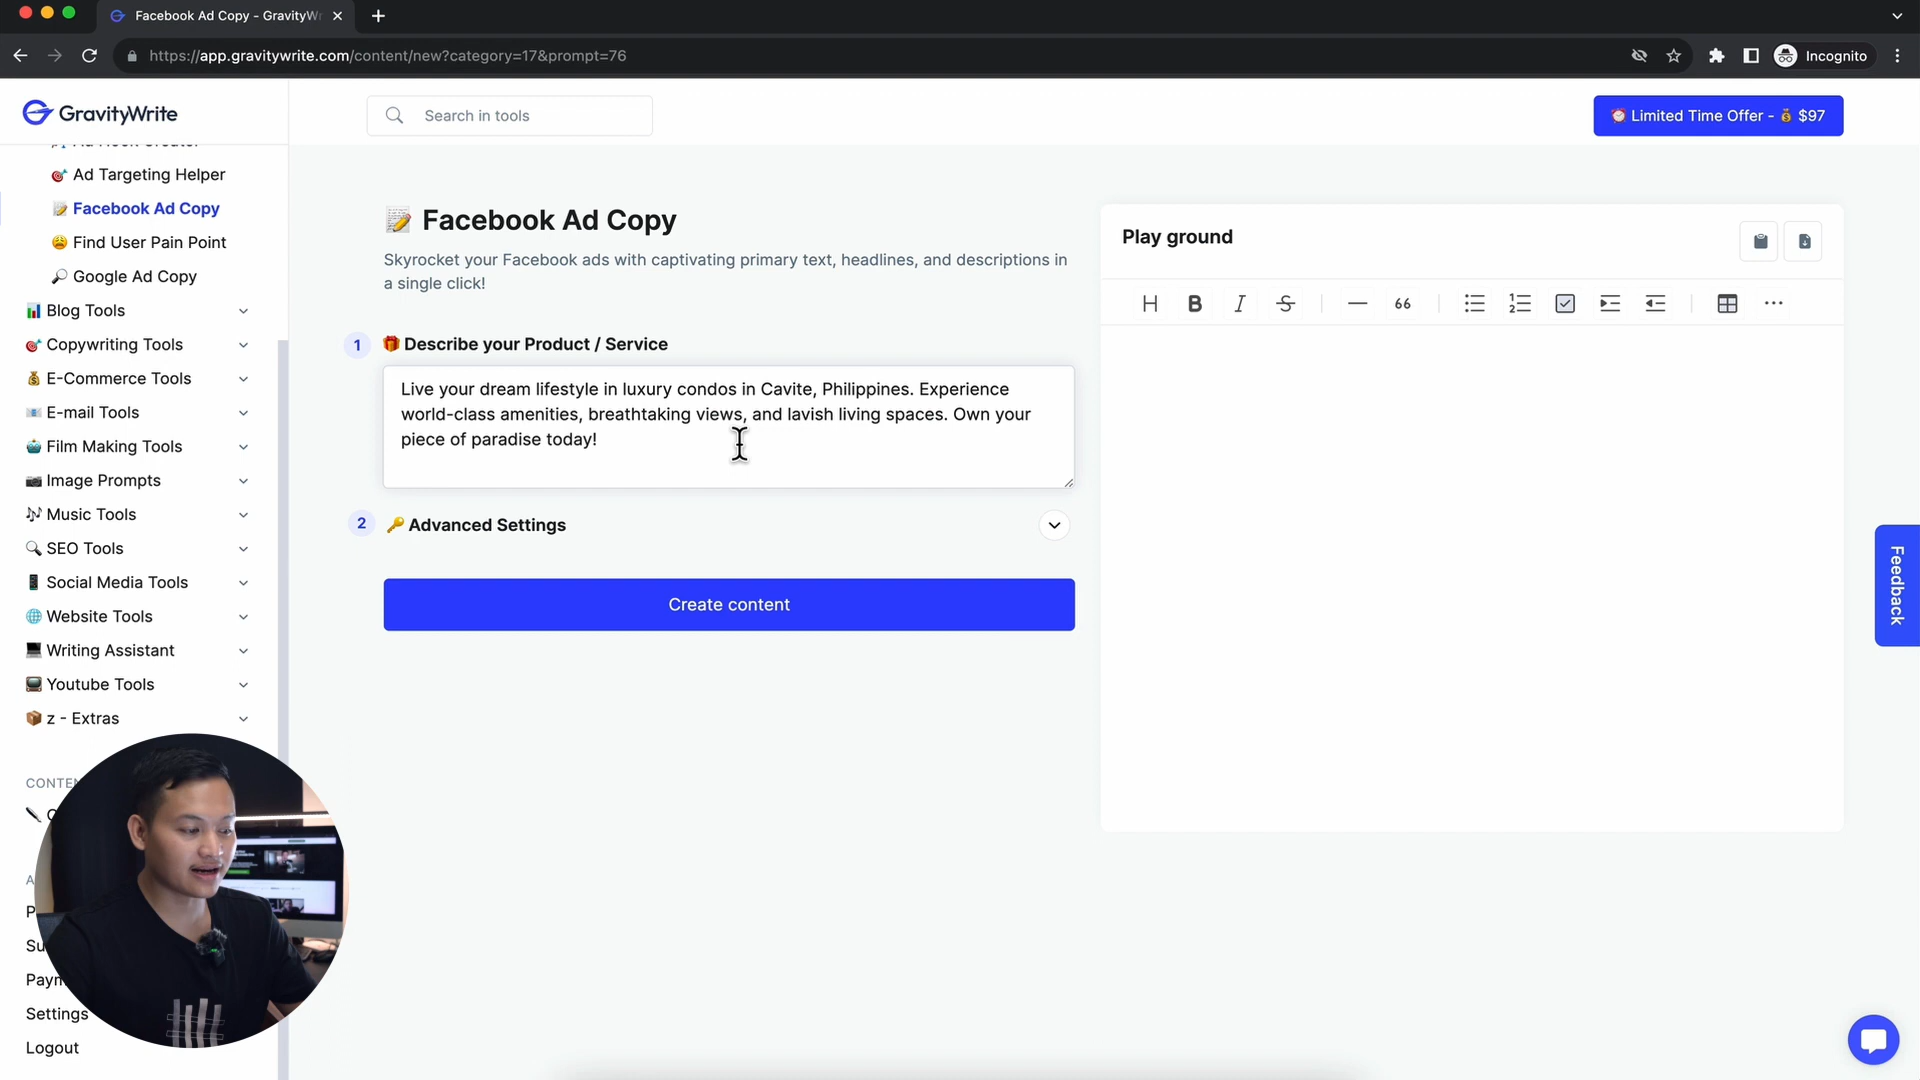 Facebook Ad Copy - GravityWr
https://app.gravitywrite.com/content/new?category=17&prompt=76
Incognito
GravityWrite
Search in tools
Limited Time Offer - $97
Ad Hook Creator
Ad Targeting Helper
Facebook Ad Copy
Find User Pain Point
Google Ad Copy
Blog Tools
Copywriting Tools
E-Commerce Tools
E-mail Tools
Film Making Tools
Image Prompts
Music Tools
SEO Tools
Social Media Tools
Website Tools
Writing Assistant
Youtube Tools
z - Extras
CONTEN
Paym
Settings
Logout
Facebook Ad Copy
Skyrocket your Facebook ads with captivating primary text, headlines, and descriptions in
a single click!
1 Describe your Product / Service
Live your dream lifestyle in luxury condos in Cavite, Philippines. Experience
world-class amenities, breathtaking views, and lavish living spaces. Own your
piece of paradise today!
2 Advanced Settings
Create content
Play ground
H B I S 66
Feedback